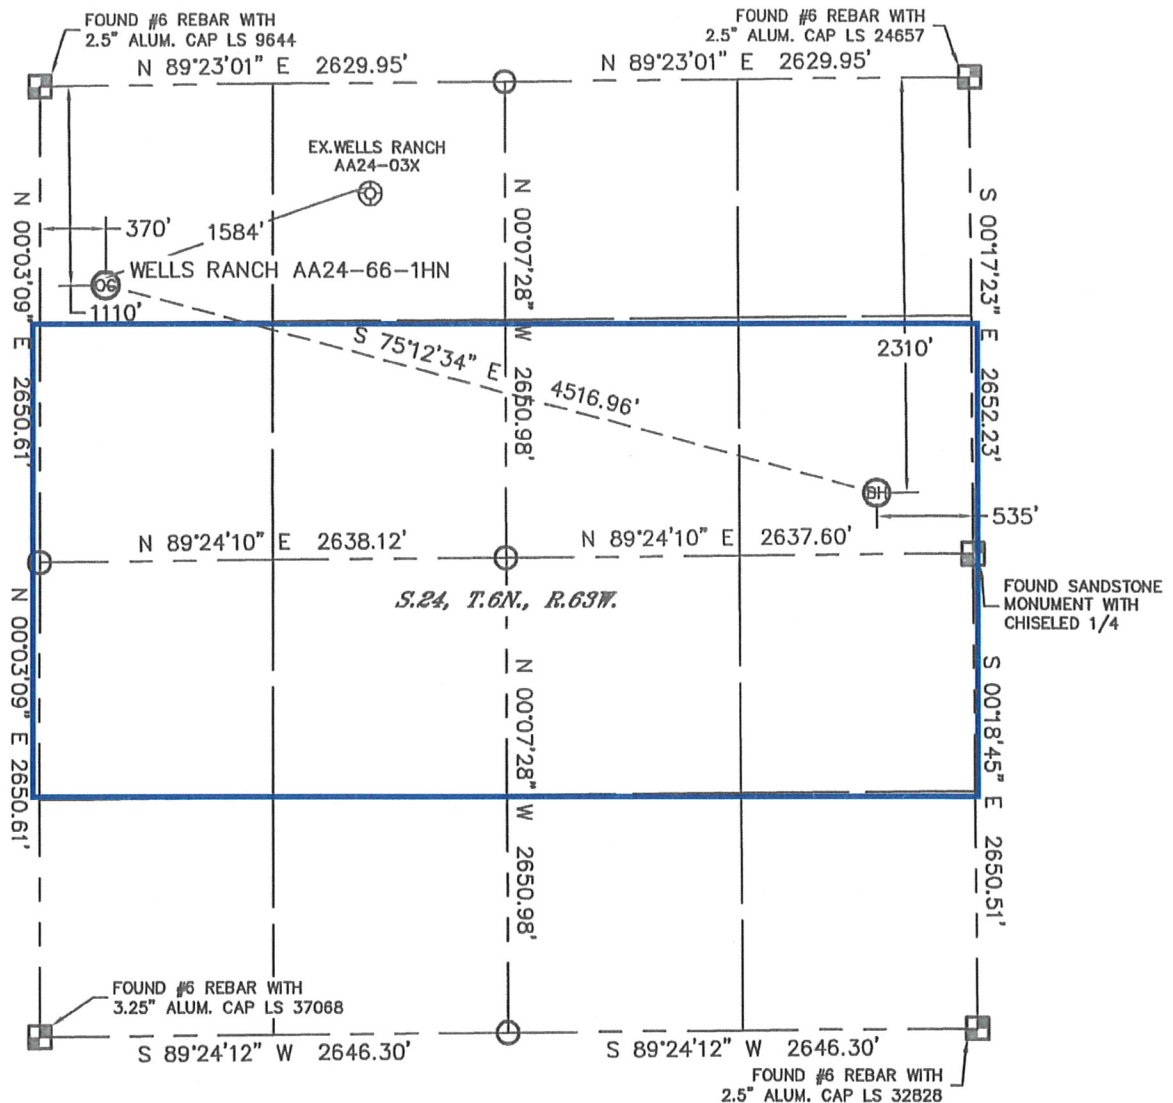 FOUND #6 REBAR WITH
2.5" ALUM. CAP LS 9644
FOUND #6 REBAR WITH
2.5" ALUM. CAP LS 24657
N 89°23'01" E 2629.95'
N 89°23'01" E 2629.95'
EX.WELLS RANCH
AA24-03X
370'
1584'
OG
WELLS RANCH AA24-66-1HN
1110'
N 00°03'09" E 2650.61'
N 00°07'28" W 2650.98'
S 00°17'23" E 2652.23'
S 75°12'34" E 4516.96'
2310'
BH
535'
N 89°24'10" E 2638.12'
N 89°24'10" E 2637.60'
S.24, T.6N., R.63W.
FOUND SANDSTONE
MONUMENT WITH
CHISELED 1/4
N 00°03'09" E 2650.61'
N 00°07'28" W 2650.98'
S 00°18'45" E 2650.51'
FOUND #6 REBAR WITH
3.25" ALUM. CAP LS 37068
S 89°24'12" W 2646.30'
S 89°24'12" W 2646.30'
FOUND #6 REBAR WITH
2.5" ALUM. CAP LS 32828